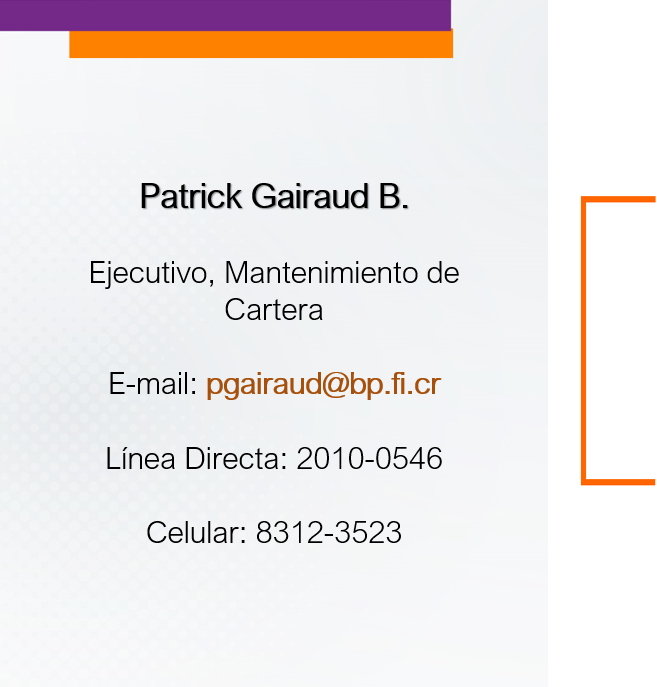 Patrick Gairaud B.
Ejecutivo, Mantenimiento de
Cartera
E-mail: pgairaud@bp.fi.cr
Línea Directa: 2010-0546
Celular: 8312-3523